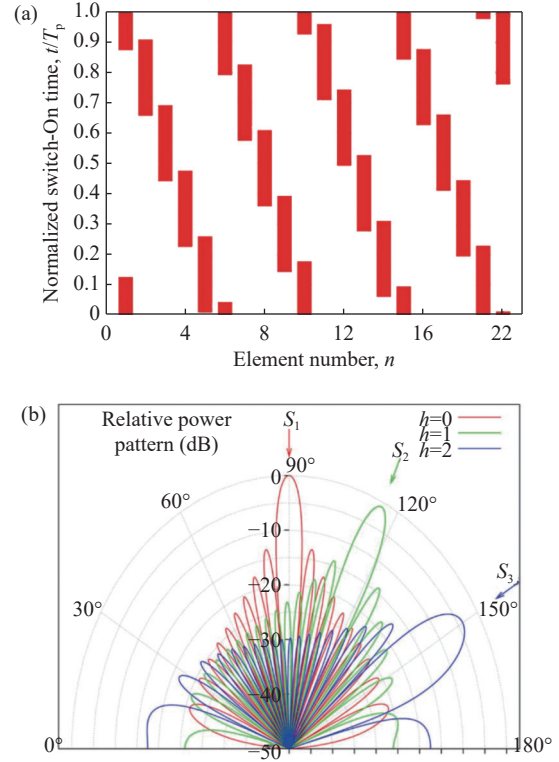 (a)
Normalized switch-On time, t/Tp
1.0
0.9
0.8
0.7
0.6
0.5
0.4
0.3
0.2
0.1
0
0 4 8 12 16 22
Element number, n
(b)
Relative power
pattern (dB)
S1
h=0
h=1
h=2
S2
S3
0°
30°
60°
90°
120°
150°
180°
0
−10
−20
−30
−40
−50